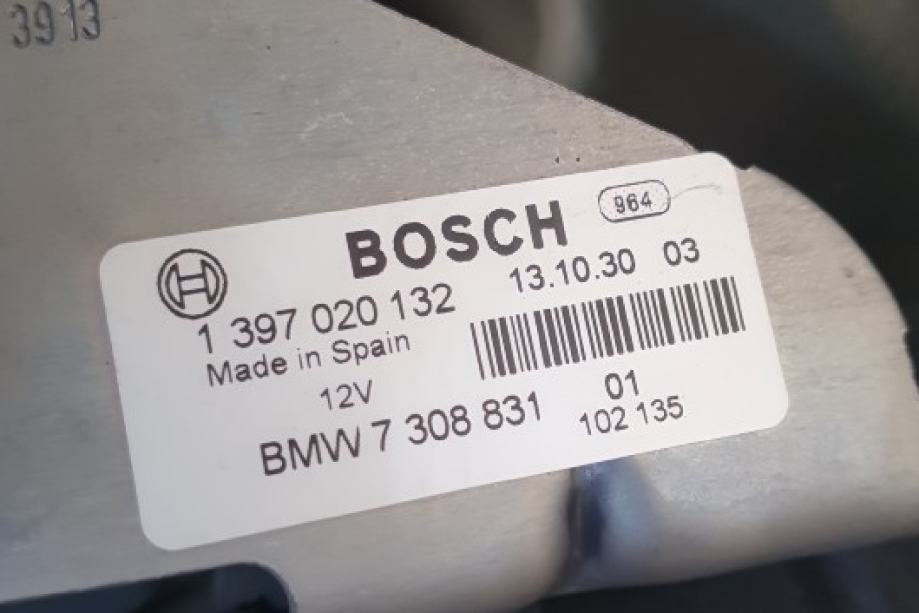 3913
BOSCH 964
1 397 020 132 13.10.30 03
Made in Spain
12V
BMW 7 308 831 01
102 135